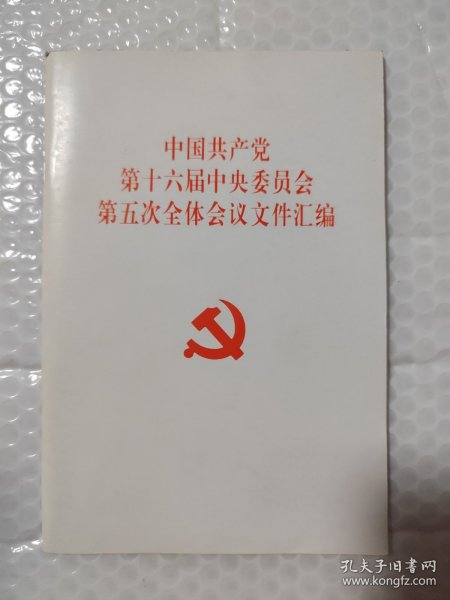 中国共产党
第十六届中央委员会
第五次全体会议文件汇编
孔夫子旧书网
www.kongfz.com